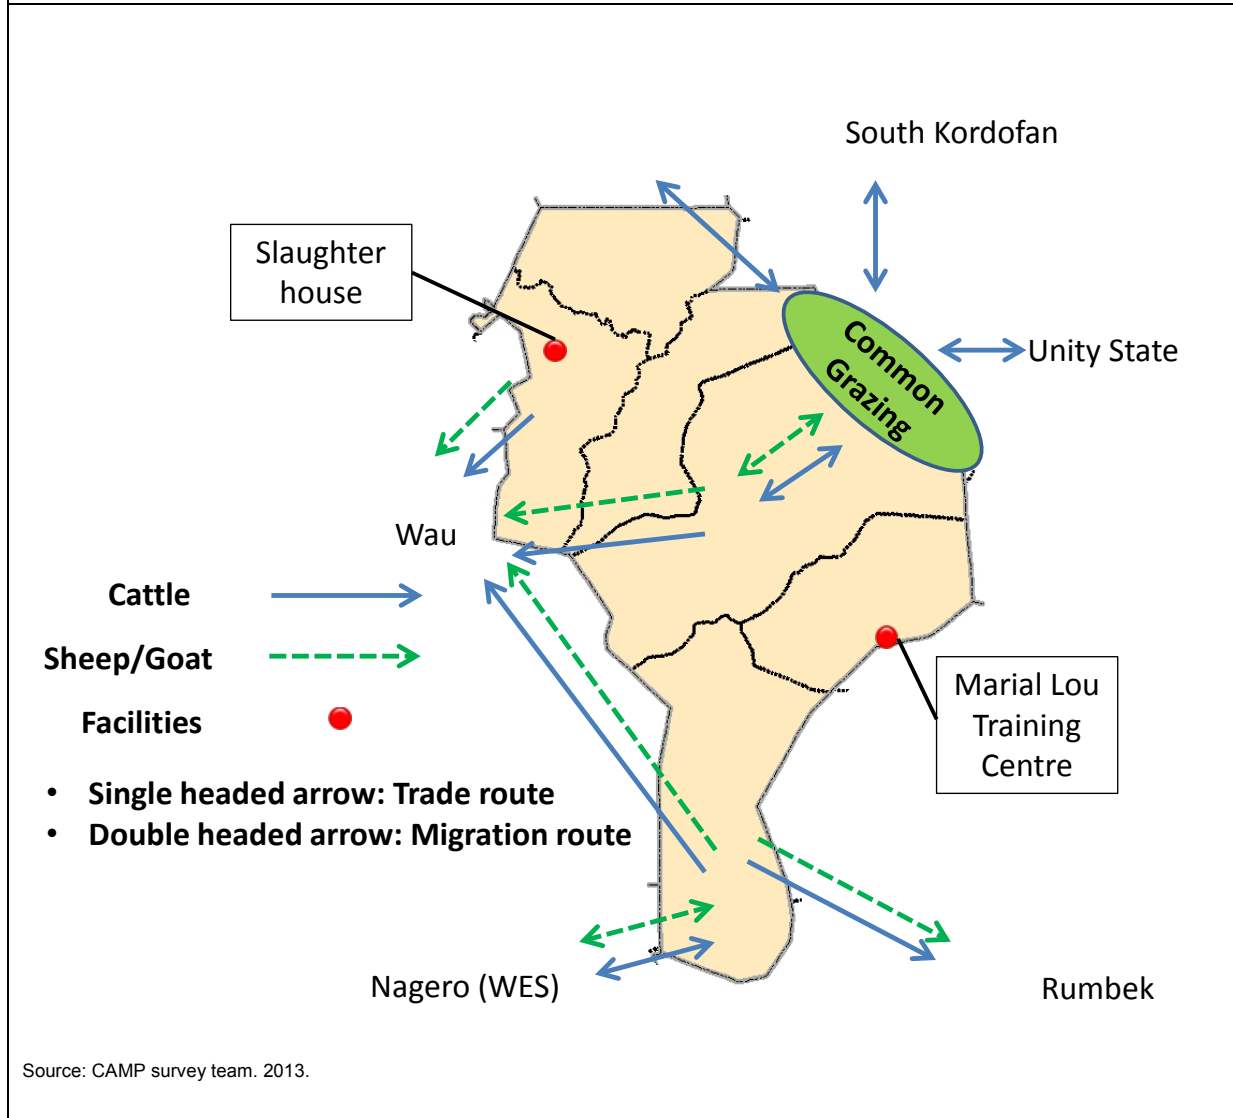 South Kordofan
Slaughter
house
Common
Grazing
Unity State
Wau
Cattle
Sheep/Goat
Facilities
Marial Lou
Training
Centre
• Single headed arrow: Trade route
• Double headed arrow: Migration route
Nagero (WES)
Rumbek
Source: CAMP survey team. 2013.